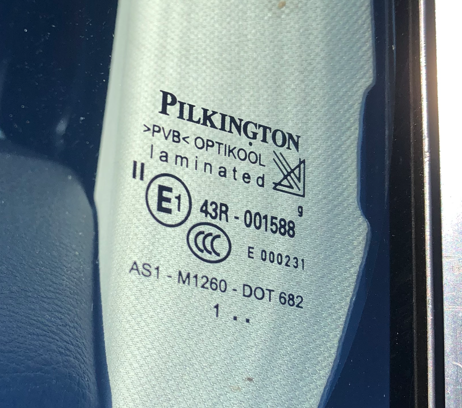 PILKINGTON
>PVB< OPTIKOOL
laminated
g
II
E1 43R - 001588
CCC E 000231
AS1 - M1260 - DOT 682
1 . .